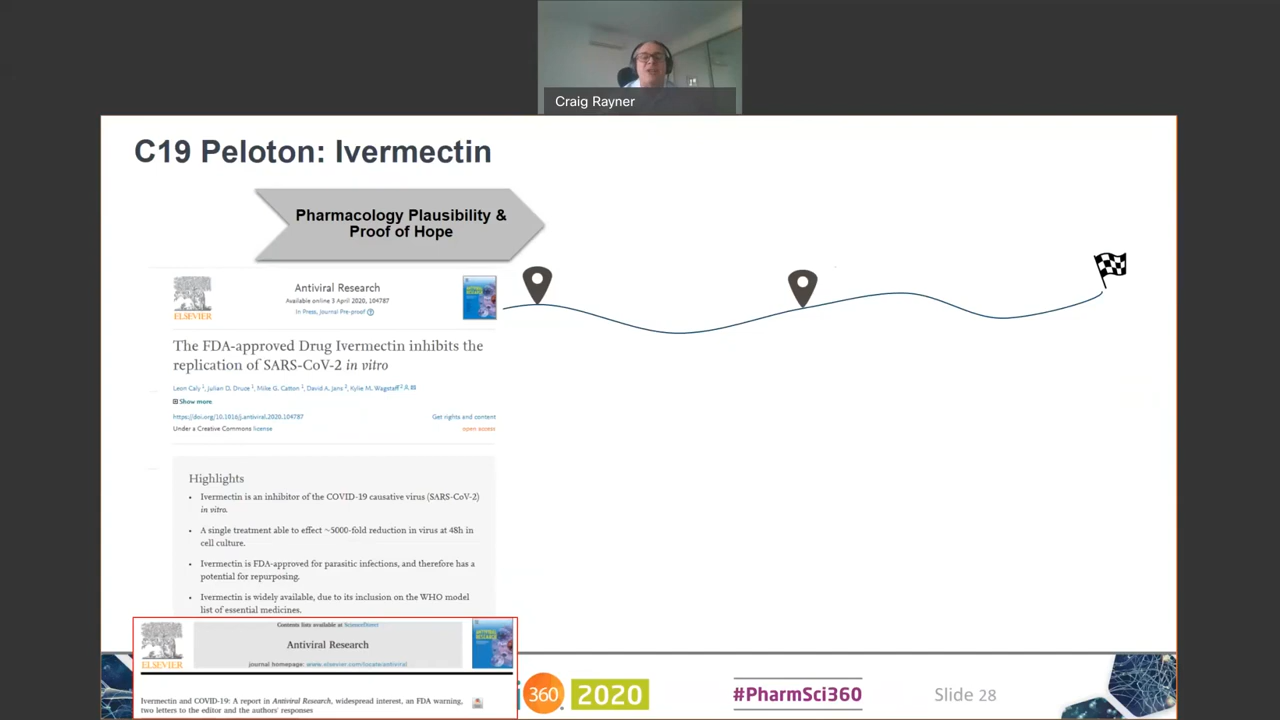 Craig Rayner
C19 Peloton: Ivermectin
Pharmacology Plausibility &
Proof of Hope
ELSEVIER
Antiviral Research
Available online 3 April 2020, 104787
In Press, Journal Pre-proof
The FDA-approved Drug Ivermectin inhibits the
replication of SARS-CoV-2 in vitro
Leon Caly 1, Julian D. Druce 1, Mike G. Catton 1, David A. Jans 2, Kylie M. Wagstaff 2
Show more
https://doi.org/10.1016/j.antiviral.2020.104787
Get rights and content
Under a Creative Commons license
open access
Highlights
• Ivermectin is an inhibitor of the COVID-19 causative virus (SARS-CoV-2)
in vitro.
• A single treatment able to effect ~5000-fold reduction in virus at 48h in
cell culture.
• Ivermectin is FDA-approved for parasitic infections, and therefore has a
potential for repurposing.
• Ivermectin is widely available, due to its inclusion on the WHO model
list of essential medicines.
Contents lists available at ScienceDirect
Antiviral Research
ELSEVIER
journal homepage: www.elsevier.com/locate/antiviral
Ivermectin and COVID-19: A report in Antiviral Research, widespread interest, an FDA warning,
two letters to the editor and the authors' responses
360 2020
#PharmSci360
Slide 28